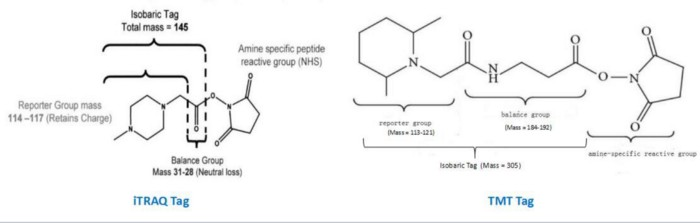 Isobaric Tag
Total mass = 145
Amine specific peptide
reactive group (NHS)
Reporter Group mass
114 –117 (Retains Charge)
N
N
O
O
O
N
O
Balance Group
Mass 31-28 (Neutral loss)
iTRAQ Tag
N
O
N
H
O
O
N
O
O
reporter group
(Mass = 113-121)
balance group
(Mass = 184-192)
amine-specific reactive group
Isobaric Tag (Mass = 305)
TMT Tag